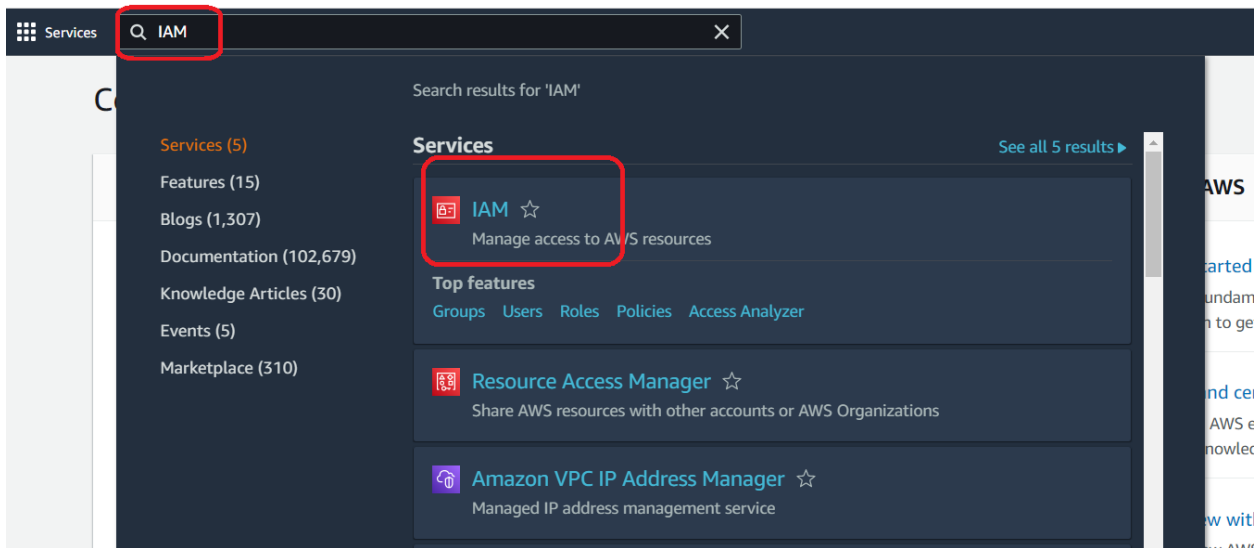 Services
IAM
Search results for 'IAM'
Services (5)
Features (15)
Blogs (1,307)
Documentation (102,679)
Knowledge Articles (30)
Events (5)
Marketplace (310)
Services
See all 5 results
IAM
Manage access to AWS resources
Top features
Groups Users Roles Policies Access Analyzer
Resource Access Manager
Share AWS resources with other accounts or AWS Organizations
Amazon VPC IP Address Manager
Managed IP address management service
AWS